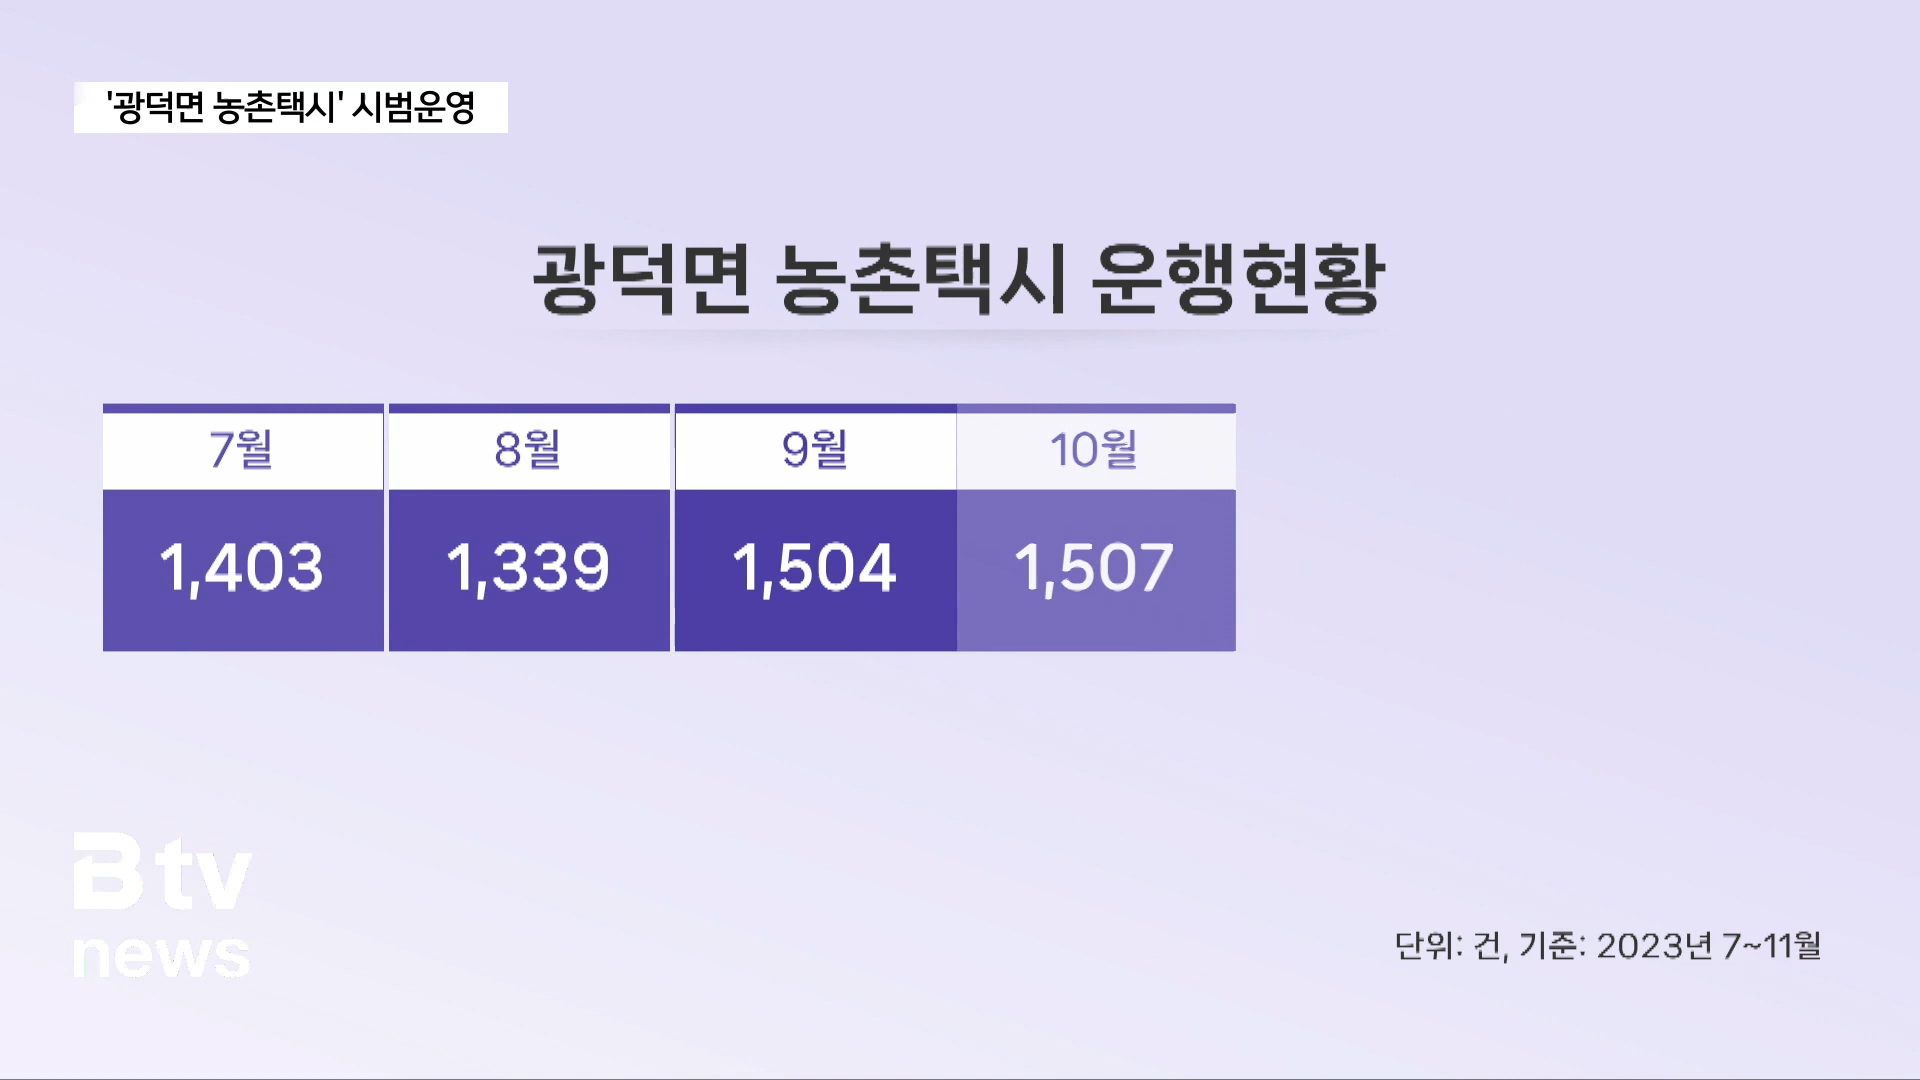 '광덕면 농촌택시' 시범운영
광덕면 농촌택시 운행현황
7월 8월 9월 10월
1,403 1,339 1,504 1,507
B tv
news
단위: 건, 기준: 2023년 7~11월